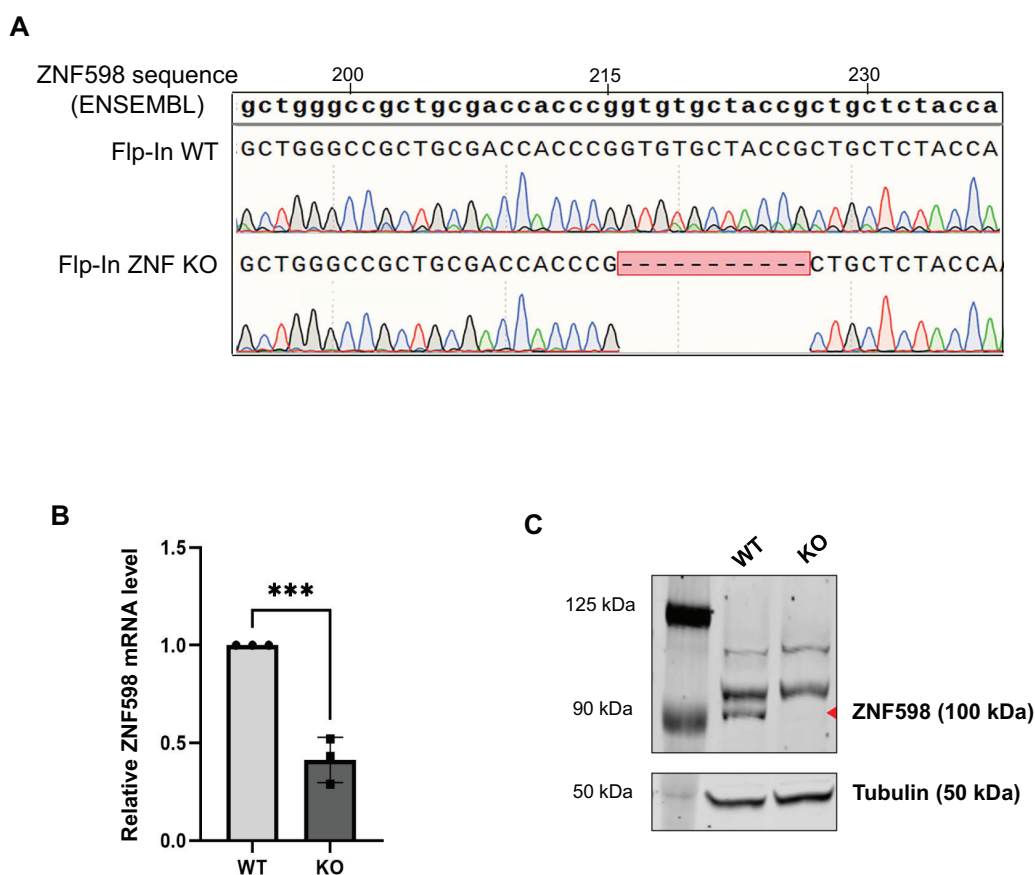 A
ZNF598 sequence
(ENSEMBL)
200 215 230
gctgggccgctgcgaccacccggtgtgctaccgctgctctacca
Flp-In WT
GCTGGGCCGCTGCGACCACCCGGTGTGCTACCGCTGCTCTACCA
Flp-In ZNF KO
GCTGGGCCGCTGCGACCACCCG-----------CTGCTCTACCA
B
Relative ZNF598 mRNA level
1.5
1.0
0.5
0.0
***
WT KO
C
WT KO
125 kDa
90 kDa
ZNF598 (100 kDa)
50 kDa
Tubulin (50 kDa)